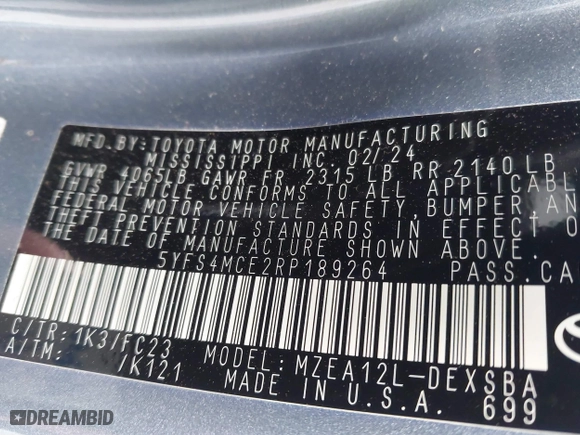 MFD.BY:TOYOTA MOTOR MANUFACTURING
MISSISSIPPI INC. 02/24
GVWR 4065LB GAWR FR 2315 LB RR 2140 LB
THIS VEHICLE CONFORMS TO ALL APPLICABL
FEDERAL MOTOR VEHICLE SAFETY,BUMPER AN
THEFT PREVENTION STANDARDS IN EFFECT O
THE DATE OF MANUFACTURE SHOWN ABOVE.
5YFS4MCE2RP189264 PASS.CA
C/TR:1K3/FC23 MODEL:MZEA12L-DEXSBA
A/TM: /K121 MADE IN U.S.A. 699
DREAMBID